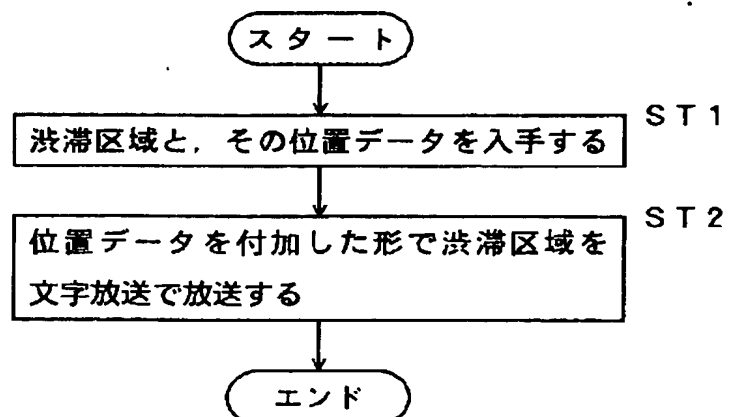 スタート
ST1
渋滞区域と，その位置データを入手する
ST2
位置データを付加した形で渋滞区域を
文字放送で放送する
エンド